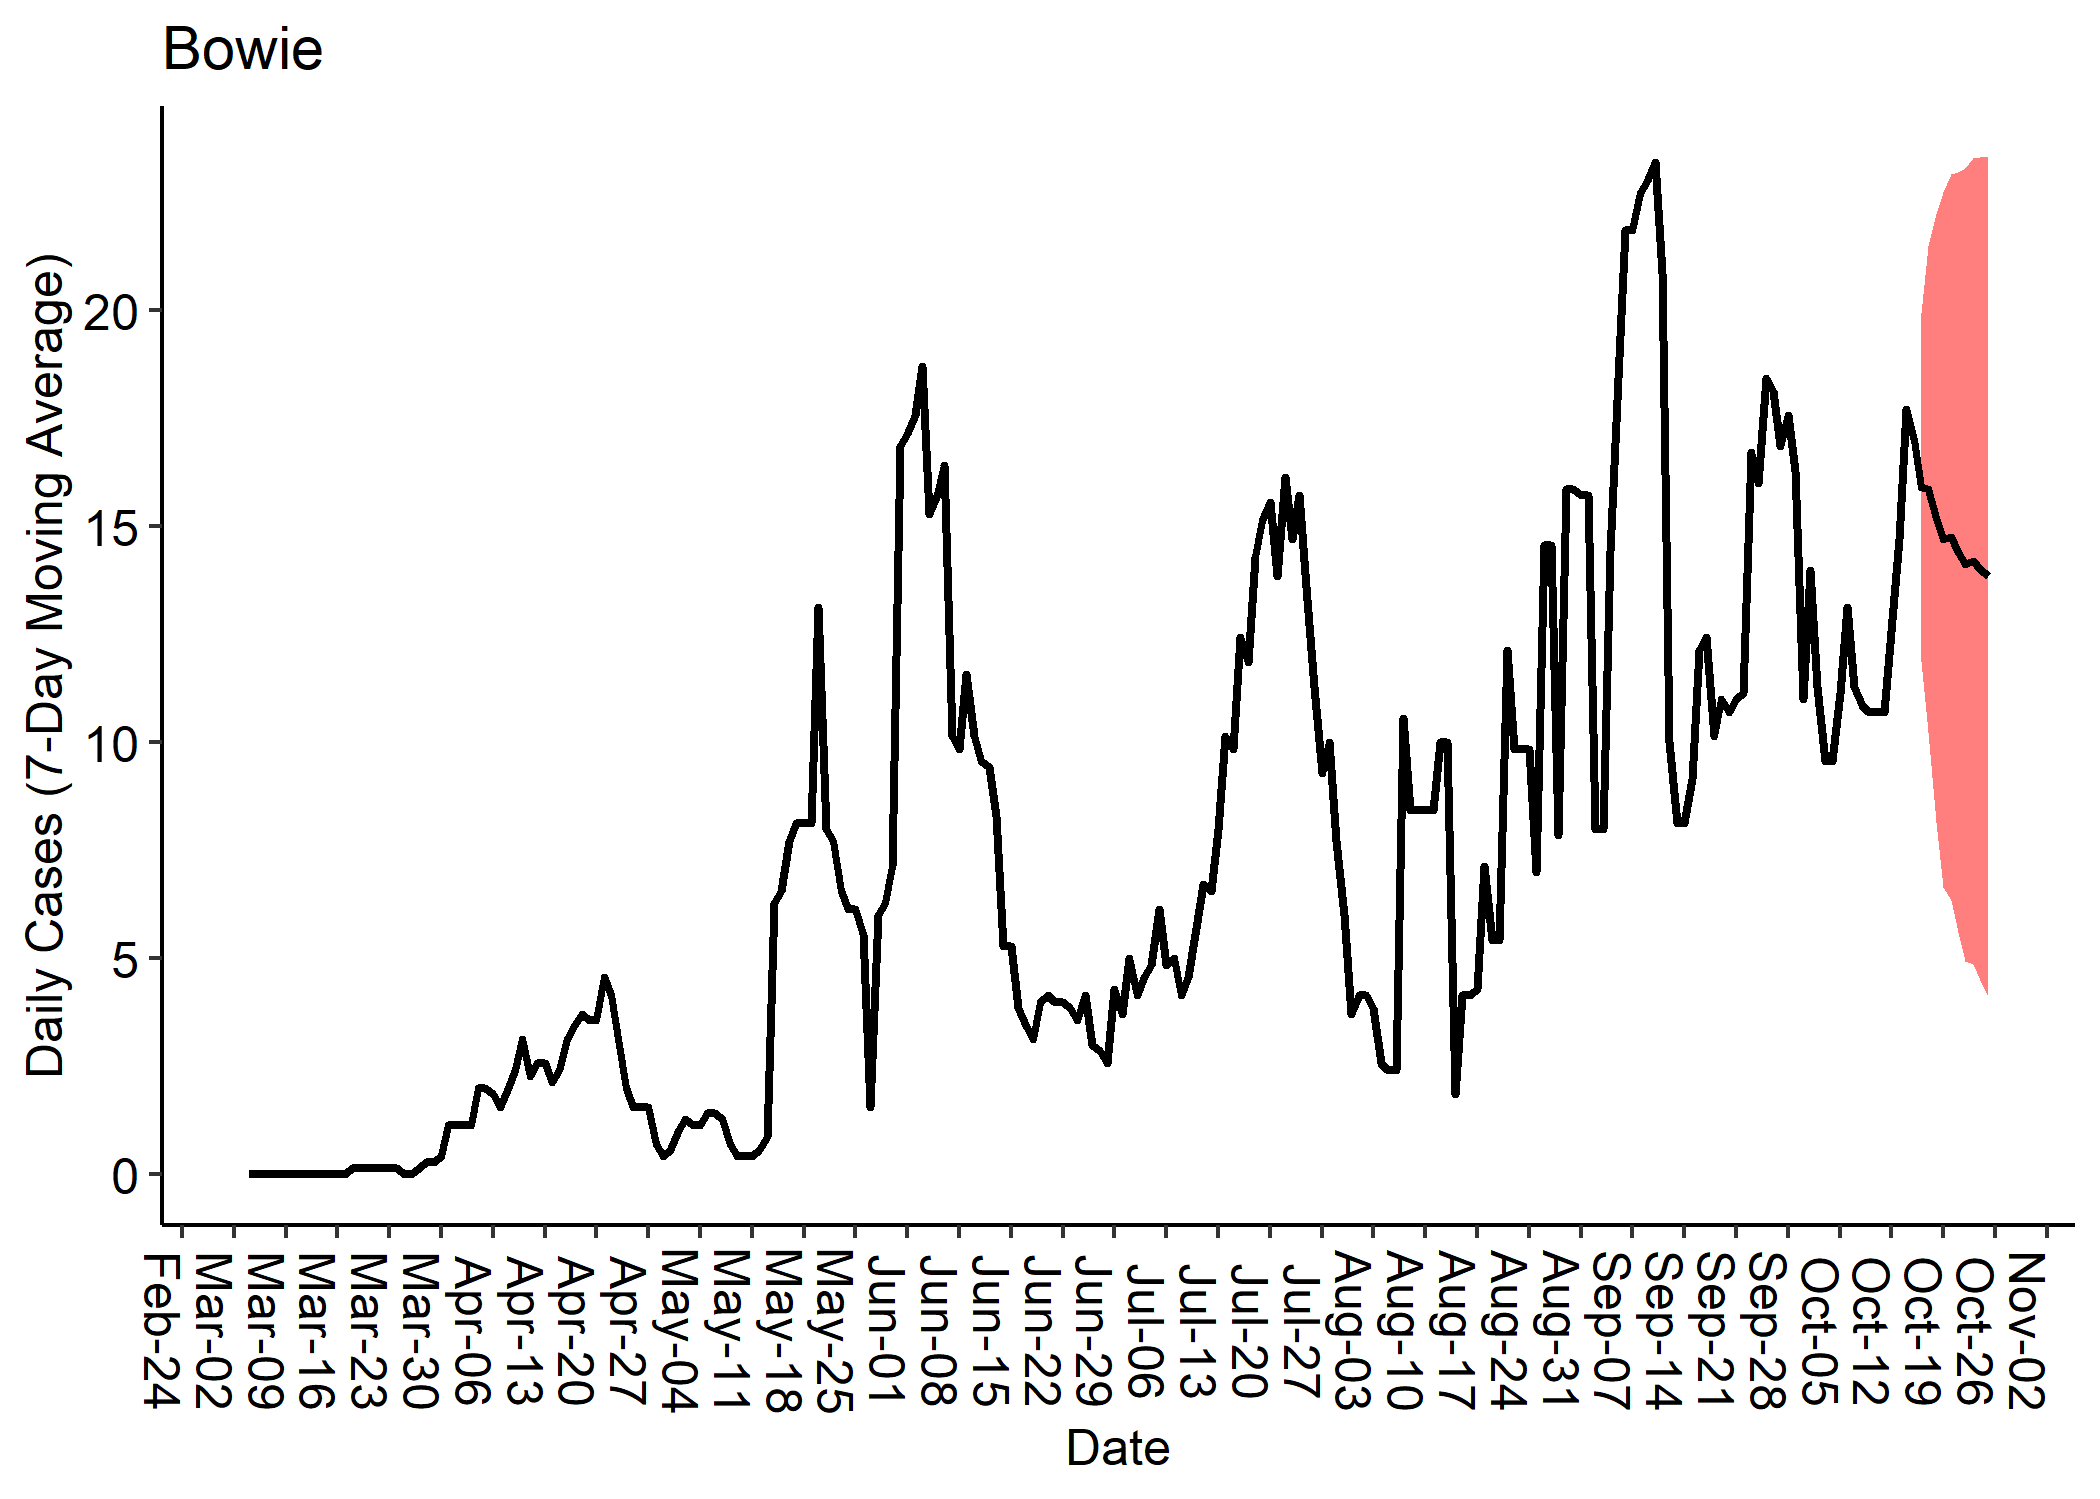 Bowie
Daily Cases (7-Day Moving Average)
20
15
10
5
0
Feb-24
Mar-02
Mar-09
Mar-16
Mar-23
Mar-30
Apr-06
Apr-13
Apr-20
Apr-27
May-04
May-11
May-18
May-25
Jun-01
Jun-08
Jun-15
Jun-22
Jun-29
Jul-06
Jul-13
Jul-20
Jul-27
Aug-03
Aug-10
Aug-17
Aug-24
Aug-31
Sep-07
Sep-14
Sep-21
Sep-28
Oct-05
Oct-12
Oct-19
Oct-26
Nov-02
Date